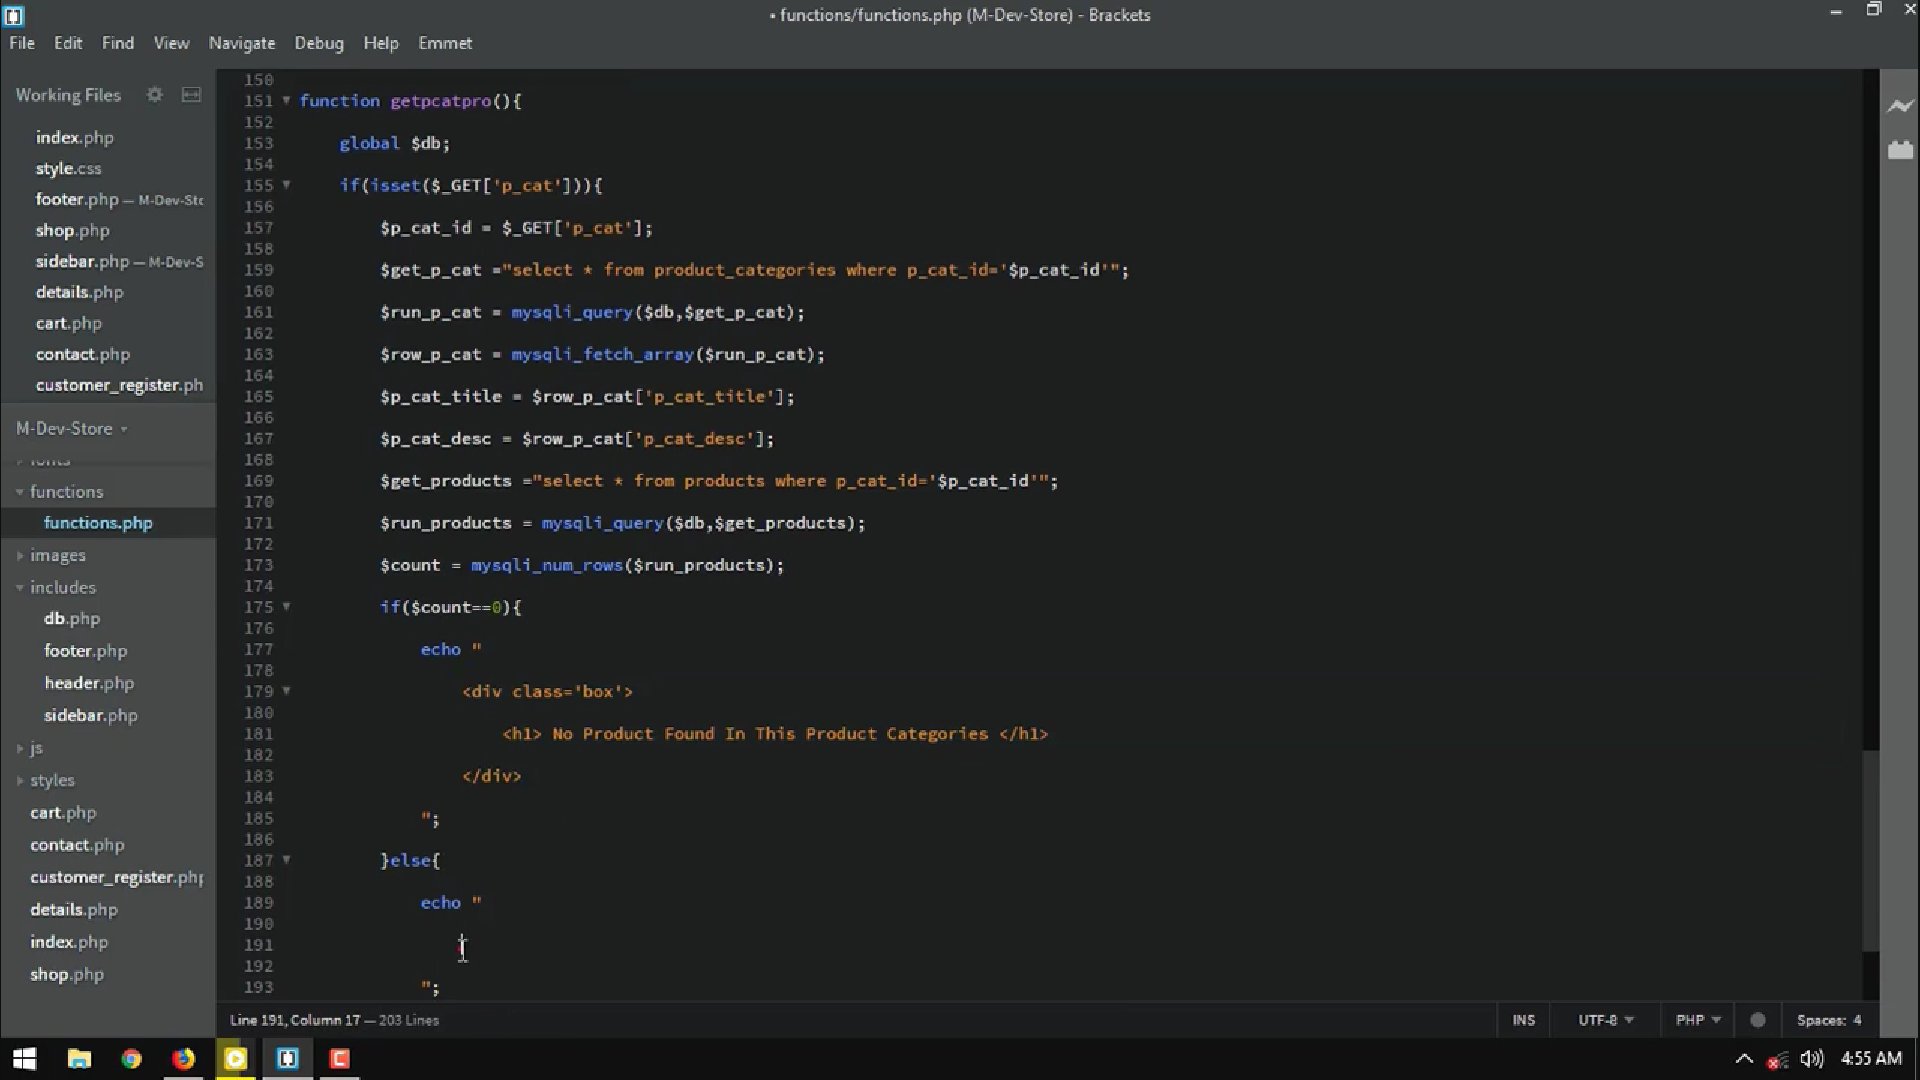 • functions/functions.php (M-Dev-Store) - Brackets
File Edit Find View Navigate Debug Help Emmet
Working Files
index.php
style.css
footer.php — M-Dev-Sto
shop.php
sidebar.php — M-Dev-S
details.php
cart.php
contact.php
customer_register.ph
M-Dev-Store
fonts
functions
functions.php
images
includes
db.php
footer.php
header.php
sidebar.php
js
styles
cart.php
contact.php
customer_register.php
details.php
index.php
shop.php
150
151 function getpcatpro(){
152
153 global $db;
154
155 if(isset($_GET['p_cat'])){
156
157 $p_cat_id = $_GET['p_cat'];
158
159 $get_p_cat ="select * from product_categories where p_cat_id='$p_cat_id'";
160
161 $run_p_cat = mysqli_query($db,$get_p_cat);
162
163 $row_p_cat = mysqli_fetch_array($run_p_cat);
164
165 $p_cat_title = $row_p_cat['p_cat_title'];
166
167 $p_cat_desc = $row_p_cat['p_cat_desc'];
168
169 $get_products ="select * from products where p_cat_id='$p_cat_id'";
170
171 $run_products = mysqli_query($db,$get_products);
172
173 $count = mysqli_num_rows($run_products);
174
175 if($count==0){
176
177 echo "
178
179 <div class='box'>
180
181 <h1> No Product Found In This Product Categories </h1>
182
183 </div>
184
185 ";
186
187 }else{
188
189 echo "
190
191
192
193 ";
Line 191, Column 17 — 203 Lines
INS UTF-8 PHP Spaces: 4
4:55 AM